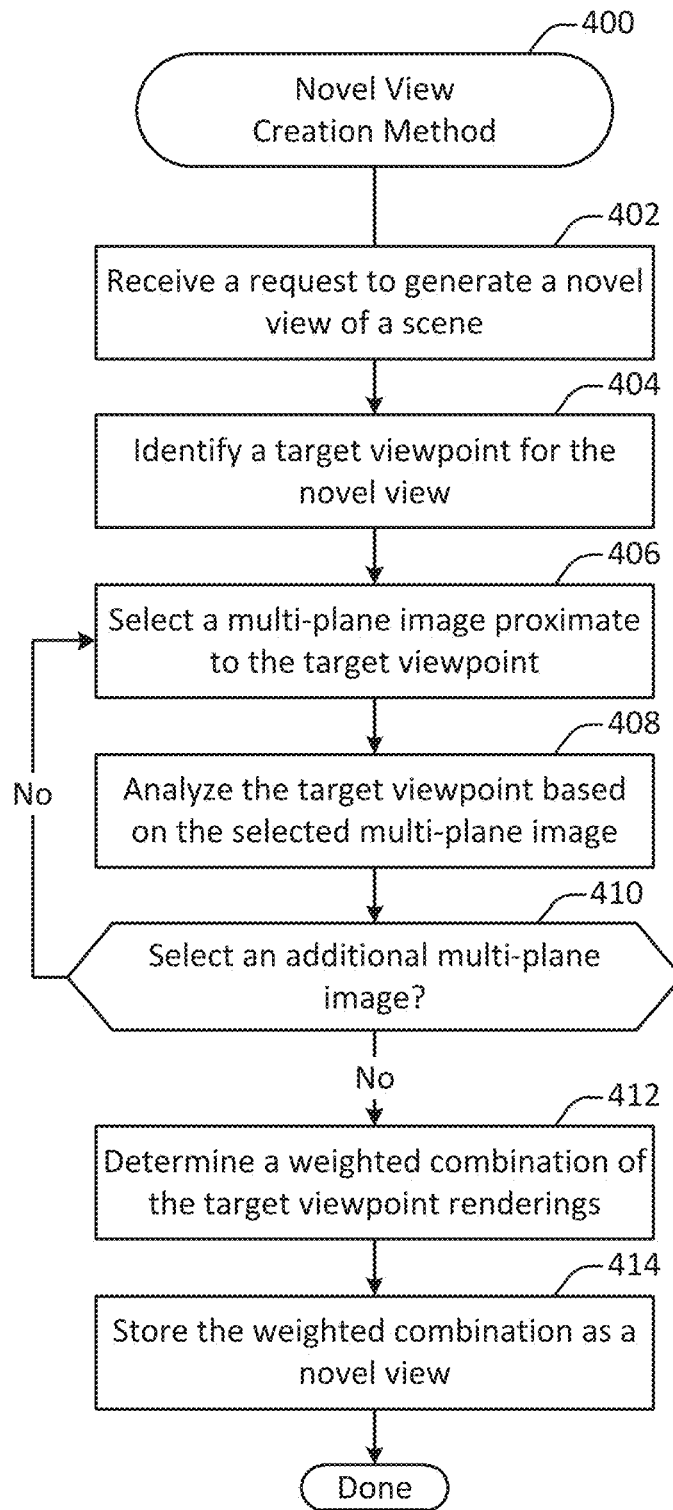 400
Novel View
Creation Method
402
Receive a request to generate a novel
view of a scene
404
Identify a target viewpoint for the
novel view
406
Select a multi-plane image proximate
to the target viewpoint
408
Analyze the target viewpoint based
on the selected multi-plane image
No
410
Select an additional multi-plane
image?
No
412
Determine a weighted combination of
the target viewpoint renderings
414
Store the weighted combination as a
novel view
Done